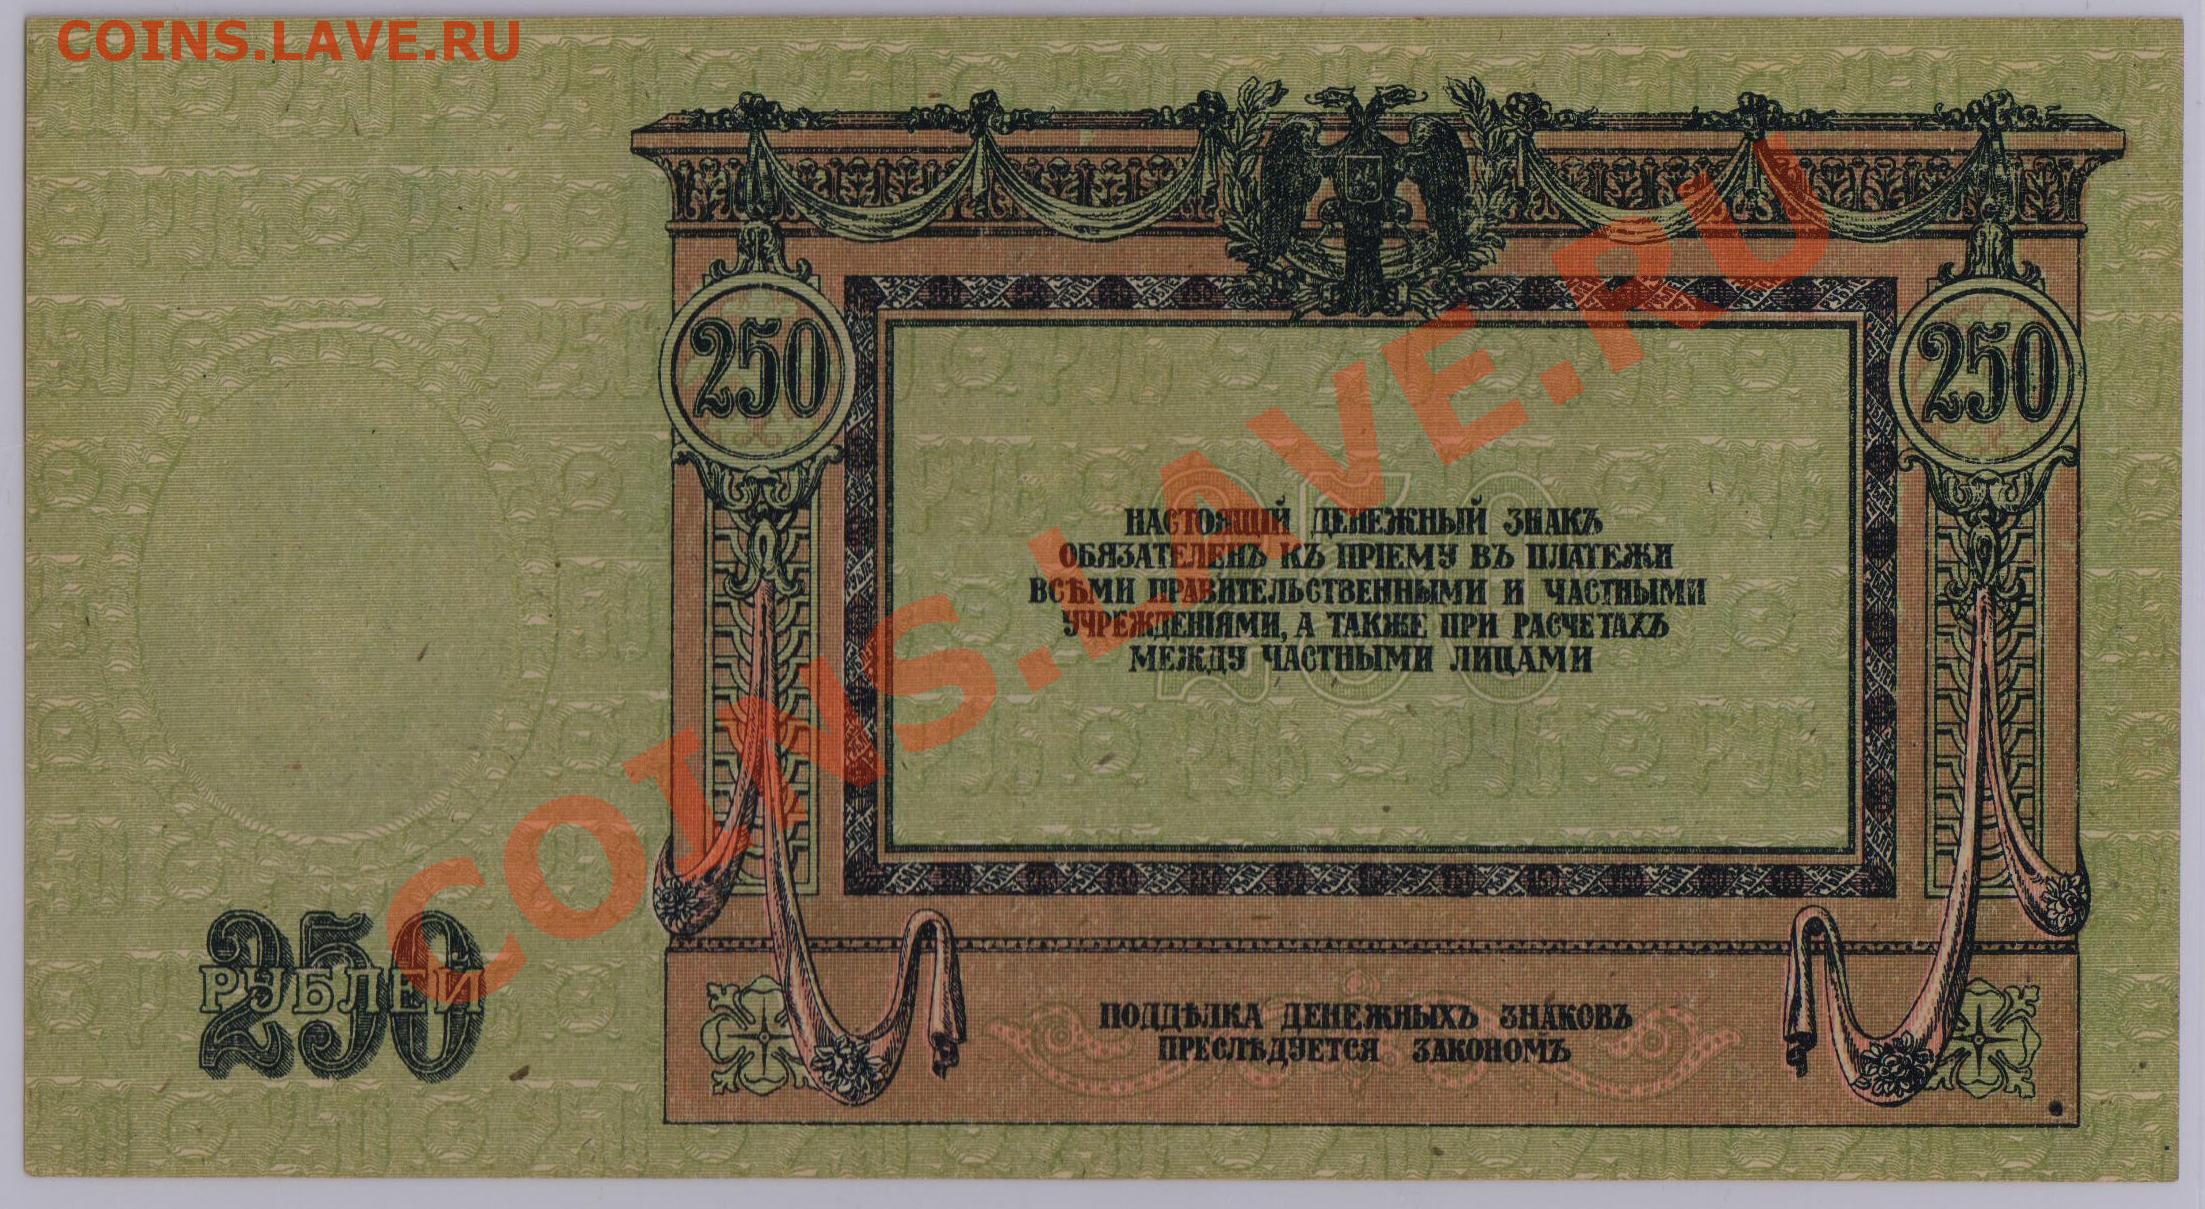 COINS.LAVE.RU
250
250
НАСТОЯЩІЙ ДЕНЕЖНЫЙ ЗНАКЪ
ОБЯЗАТЕЛЕНЪ КЪ ПРІЕМУ ВЪ ПЛАТЕЖИ
ВСѢМИ ПРАВИТЕЛЬСТВЕННЫМИ И ЧАСТНЫМИ
УЧРЕЖДЕНІЯМИ, А ТАКЖЕ ПРИ РАСЧЕТАХЪ
МЕЖДУ ЧАСТНЫМИ ЛИЦАМИ
250
COINS.LAVE.RU
250
РУБЛЕЙ
ПОДДѢЛКА ДЕНЕЖНЫХЪ ЗНАКОВЪ
ПРЕСЛѢДУЕТСЯ ЗАКОНОМЪ